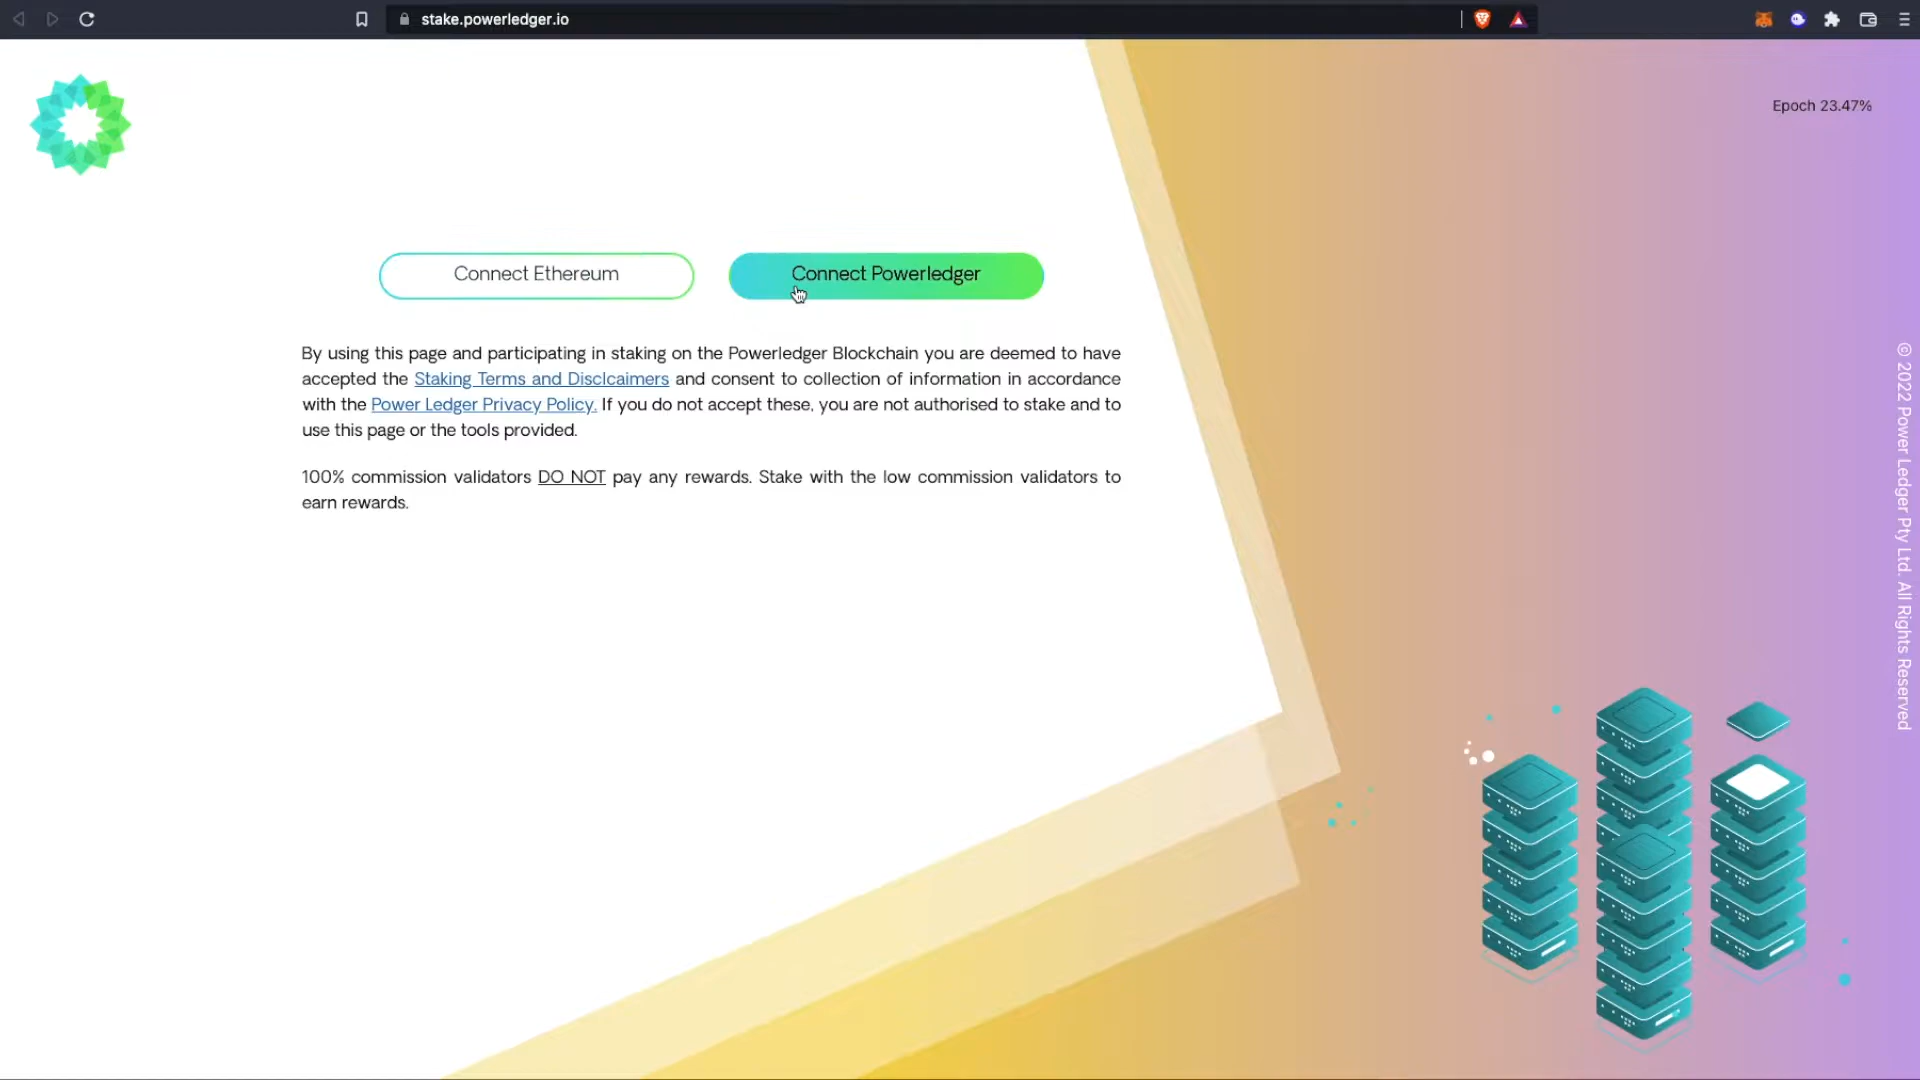 stake.powerledger.io
Epoch 23.47%
Connect Ethereum
Connect Powerledger
By using this page and participating in staking on the Powerledger Blockchain you are deemed to have
accepted the Staking Terms and Disclcaimers and consent to collection of information in accordance
with the Power Ledger Privacy Policy. If you do not accept these, you are not authorised to stake and to
use this page or the tools provided.
100% commission validators DO NOT pay any rewards. Stake with the low commission validators to
earn rewards.
© 2022 Power Ledger Pty Ltd. All Rights Reserved